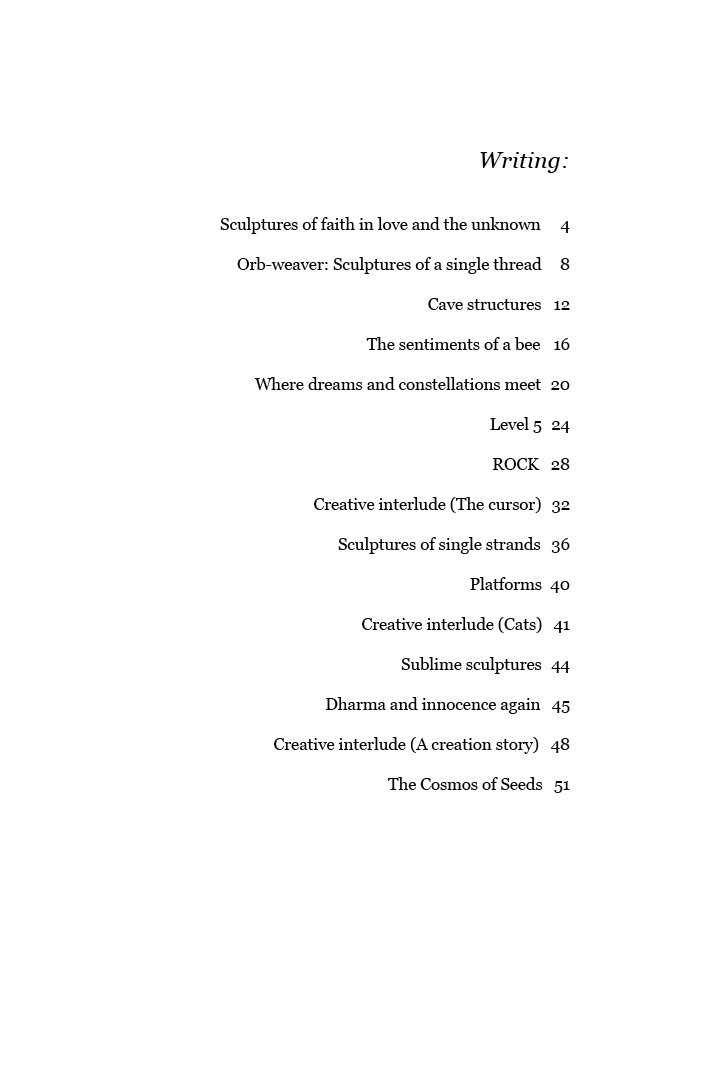 Writing:
Sculptures of faith in love and the unknown 4
Orb-weaver: Sculptures of a single thread 8
Cave structures 12
The sentiments of a bee 16
Where dreams and constellations meet 20
Level 5 24
ROCK 28
Creative interlude (The cursor) 32
Sculptures of single strands 36
Platforms 40
Creative interlude (Cats) 41
Sublime sculptures 44
Dharma and innocence again 45
Creative interlude (A creation story) 48
The Cosmos of Seeds 51